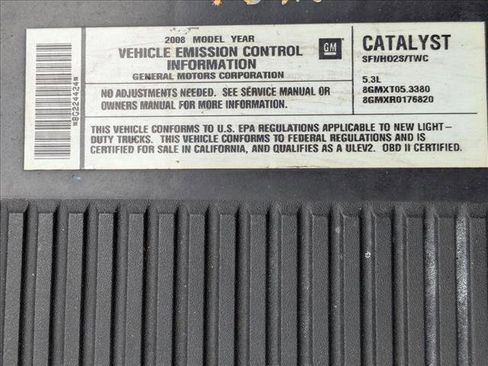 2008 MODEL YEAR
VEHICLE EMISSION CONTROL
INFORMATION
GENERAL MOTORS CORPORATION
GM
CATALYST
SFI/HO2S/TWC
NO ADJUSTMENTS NEEDED. SEE SERVICE MANUAL OR
OWNERS MANUAL FOR MORE INFORMATION.
5.3L
8GMXT05.3380
8GMXR0176820
THIS VEHICLE CONFORMS TO U.S. EPA REGULATIONS APPLICABLE TO NEW LIGHT-
DUTY TRUCKS. THIS VEHICLE CONFORMS TO FEDERAL REGULATIONS AND IS
CERTIFIED FOR SALE IN CALIFORNIA, AND QUALIFIES AS A ULEV2. OBD II CERTIFIED.
*BG224424*